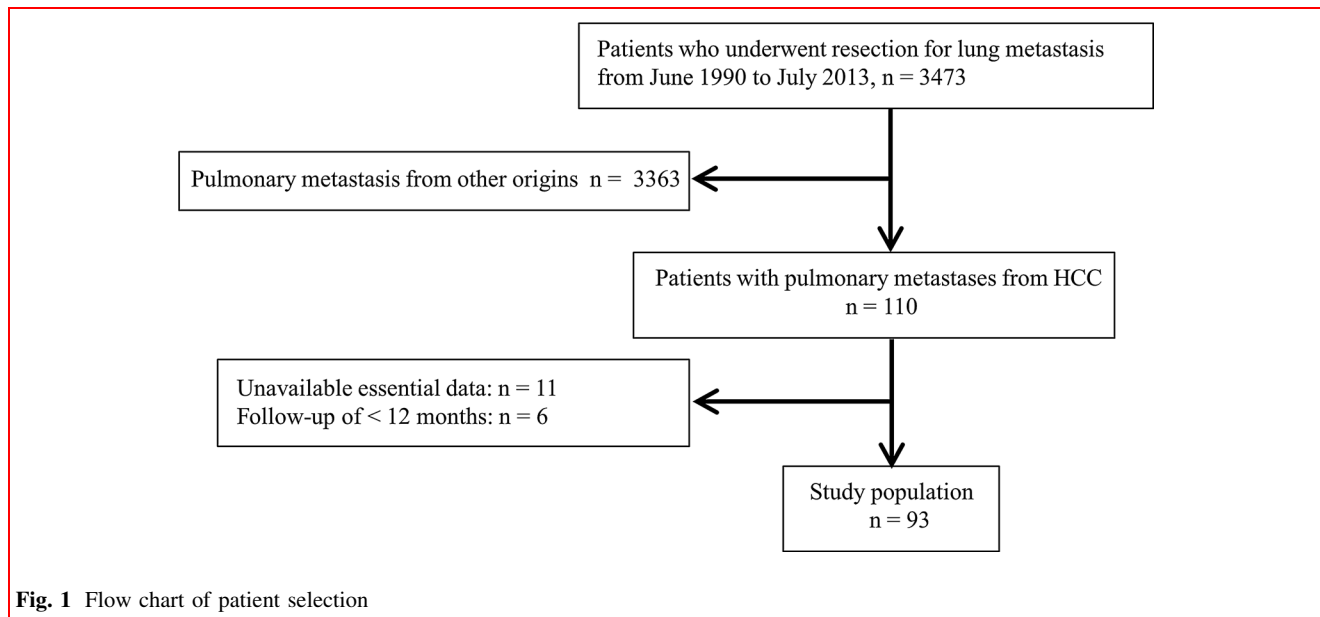 Patients who underwent resection for lung metastasis
from June 1990 to July 2013, n = 3473
Pulmonary metastasis from other origins n = 3363
Patients with pulmonary metastases from HCC
n = 110
Unavailable essential data: n = 11
Follow-up of < 12 months: n = 6
Study population
n = 93
Fig. 1 Flow chart of patient selection